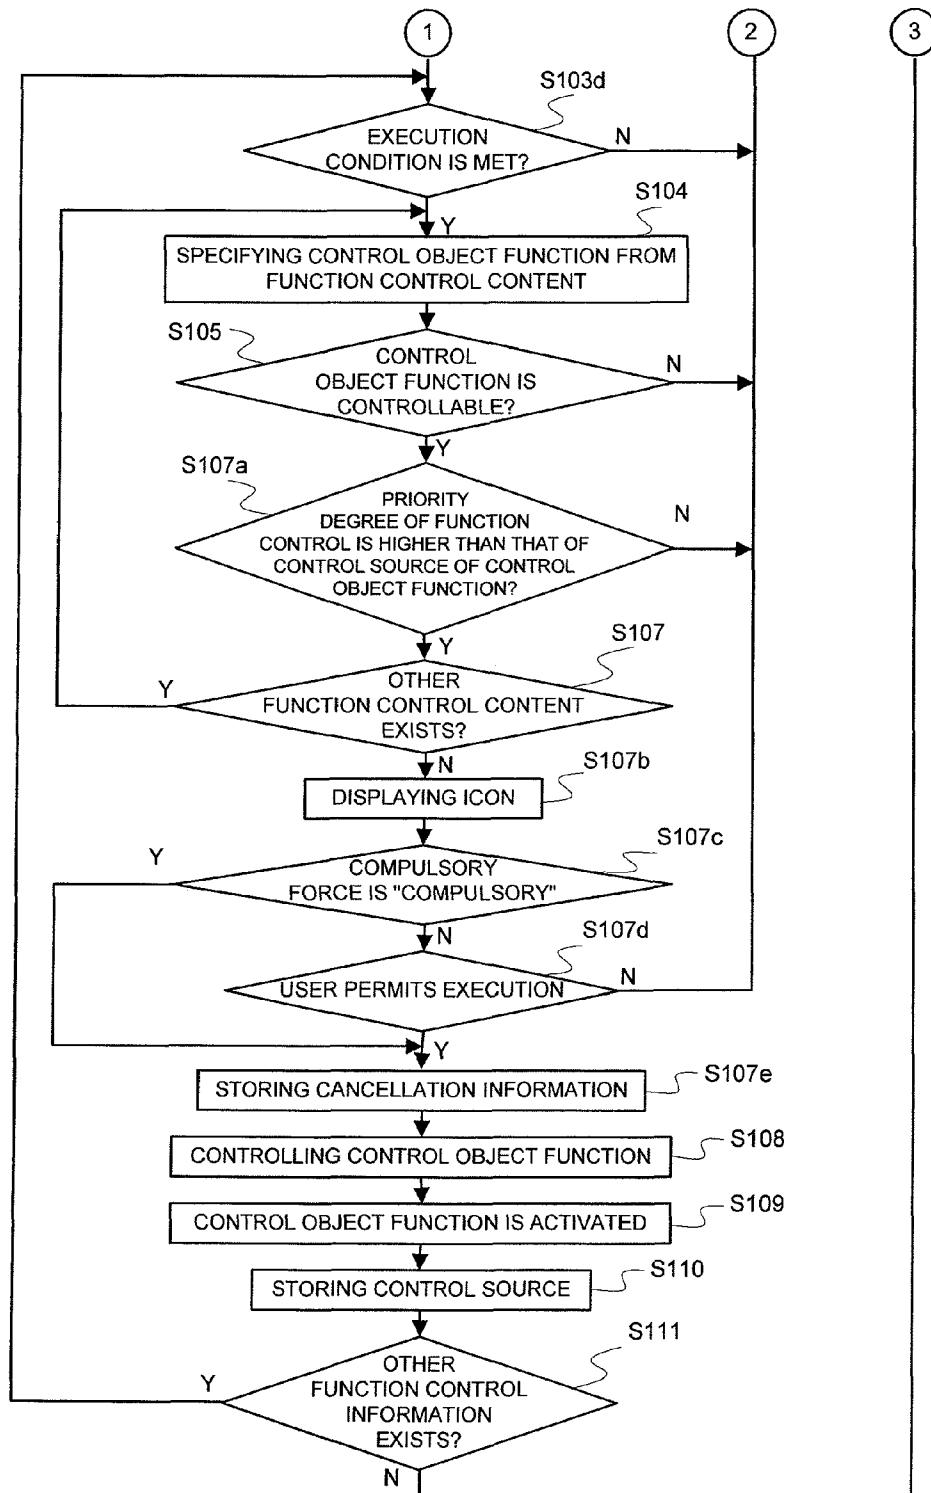 1
2
3
S103d
EXECUTION
CONDITION IS MET?
N
S104
Y
SPECIFYING CONTROL OBJECT FUNCTION FROM
FUNCTION CONTROL CONTENT
S105
CONTROL
OBJECT FUNCTION IS
CONTROLLABLE?
N
Y
S107a
PRIORITY
DEGREE OF FUNCTION
CONTROL IS HIGHER THAN THAT OF
CONTROL SOURCE OF CONTROL
OBJECT FUNCTION?
N
Y
S107
Y
OTHER
FUNCTION CONTROL CONTENT
EXISTS?
N
S107b
DISPLAYING ICON
S107c
Y
COMPULSORY
FORCE IS "COMPULSORY"
N
S107d
USER PERMITS EXECUTION
N
Y
S107e
STORING CANCELLATION INFORMATION
S108
CONTROLLING CONTROL OBJECT FUNCTION
S109
CONTROL OBJECT FUNCTION IS ACTIVATED
S110
STORING CONTROL SOURCE
S111
Y
OTHER
FUNCTION CONTROL
INFORMATION
EXISTS?
N